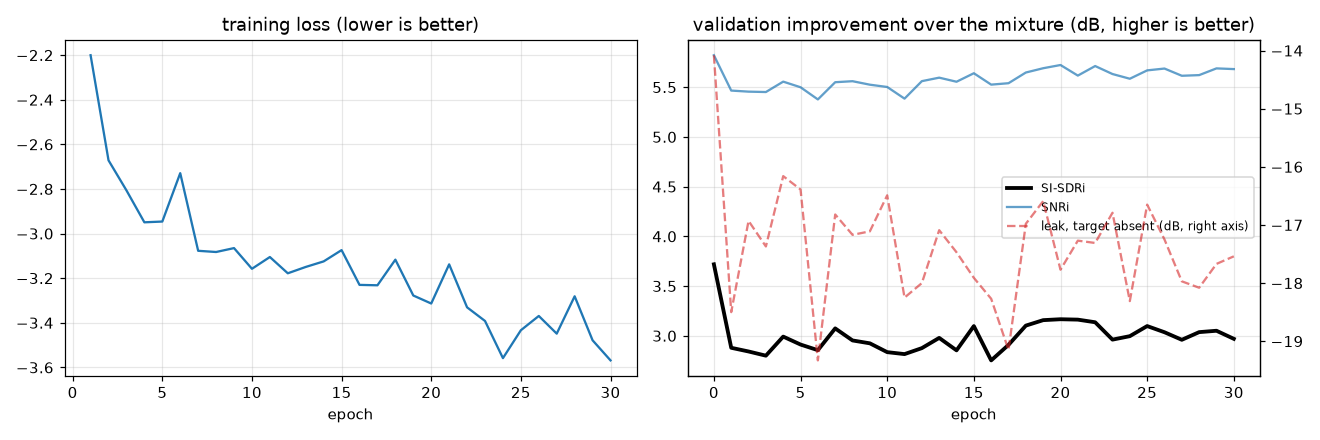 training loss (lower is better)
−2.2
−2.4
−2.6
−2.8
−3.0
−3.2
−3.4
−3.6
0 5 10 15 20 25 30
epoch
validation improvement over the mixture (dB, higher is better)
5.5
5.0
4.5
4.0
3.5
3.0
−14
−15
−16
−17
−18
−19
SI-SDRi
SNRi
leak, target absent (dB, right axis)
0 5 10 15 20 25 30
epoch